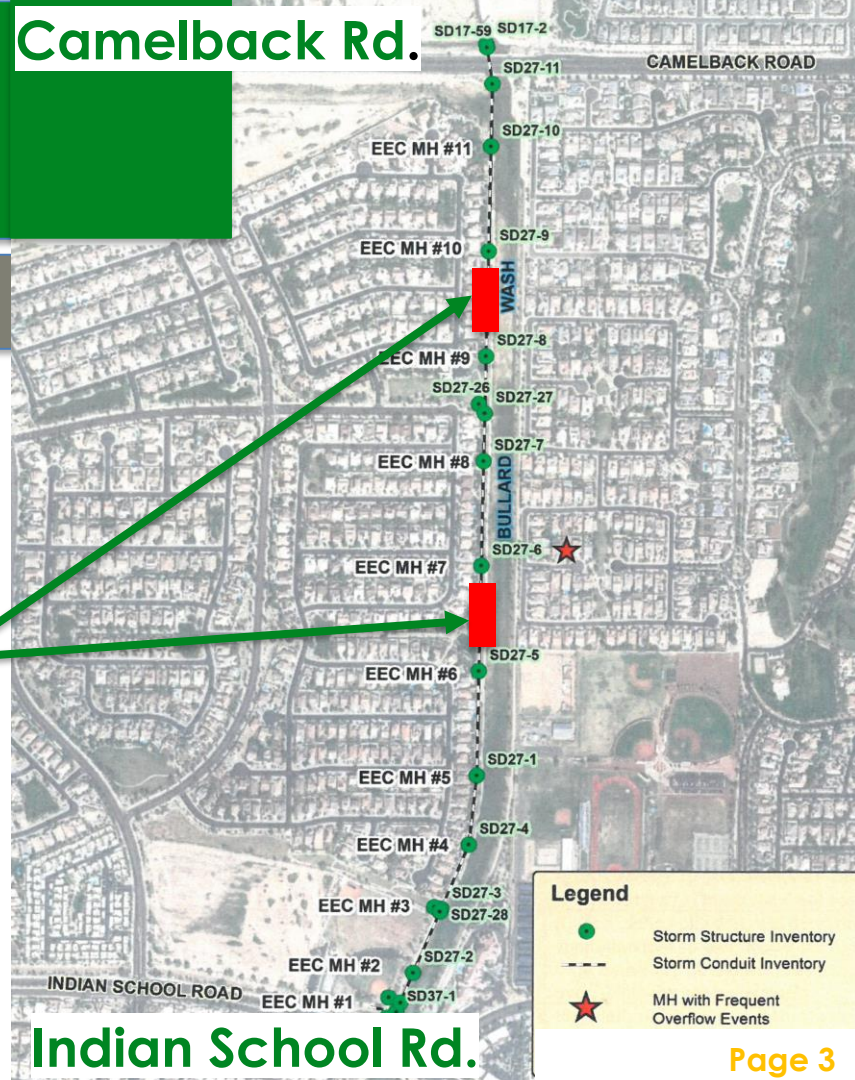 Camelback Rd.
SD17-59 SD17-2
CAMELBACK ROAD
SD27-11
SD27-10
EEC MH #11
SD27-9
EEC MH #10
WASH
SD27-8
EEC MH #9
SD27-26
SD27-27
SD27-7
EEC MH #8
BULLARD
SD27-6
EEC MH #7
SD27-5
EEC MH #6
SD27-1
EEC MH #5
SD27-4
EEC MH #4
SD27-3
EEC MH #3
SD27-28
SD27-2
EEC MH #2
INDIAN SCHOOL ROAD
EEC MH #1
SD37-1
Indian School Rd.
Legend
Storm Structure Inventory
Storm Conduit Inventory
MH with Frequent
Overflow Events
Page 3